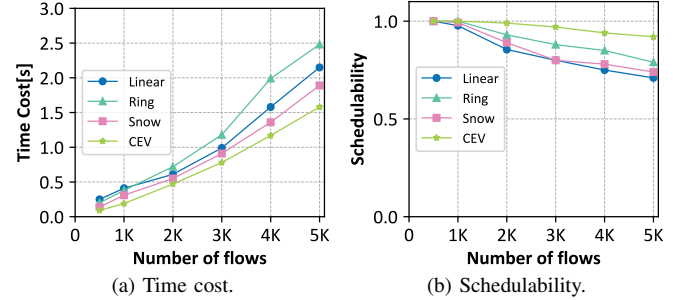 Time Cost[s]
2.5
2.0
1.5
1.0
0.5
0.0
Linear
Ring
Snow
CEV
0 1K 2K 3K 4K 5K
Number of flows
(a) Time cost.
Schedulability
1.0
0.5
0.0
Linear
Ring
Snow
CEV
0 1K 2K 3K 4K 5K
Number of flows
(b) Schedulability.